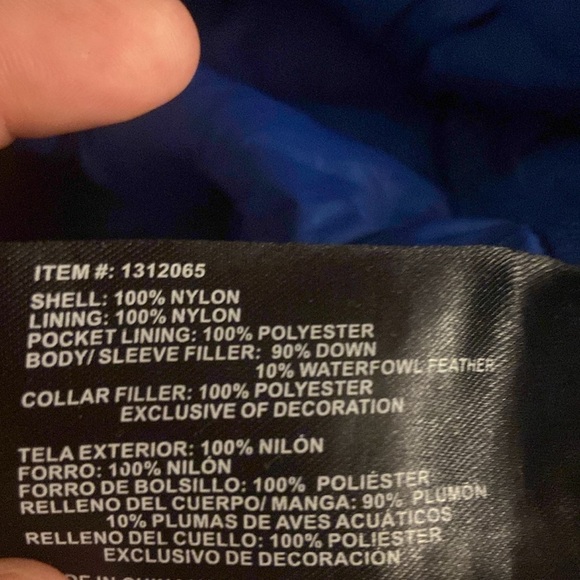 ITEM #: 1312065
SHELL: 100% NYLON
LINING: 100% NYLON
POCKET LINING: 100% POLYESTER
BODY/ SLEEVE FILLER: 90% DOWN
10% WATERFOWL FEATHER
COLLAR FILLER: 100% POLYESTER
EXCLUSIVE OF DECORATION
TELA EXTERIOR: 100% NILÓN
FORRO: 100% NILÓN
FORRO DE BOLSILLO: 100% POLIÉSTER
RELLENO DEL CUERPO/ MANGA: 90% PLUMÓN
10% PLUMAS DE AVES ACUÁTICOS
RELLENO DEL CUELLO: 100% POLIÉSTER
EXCLUSIVO DE DECORACIÓN